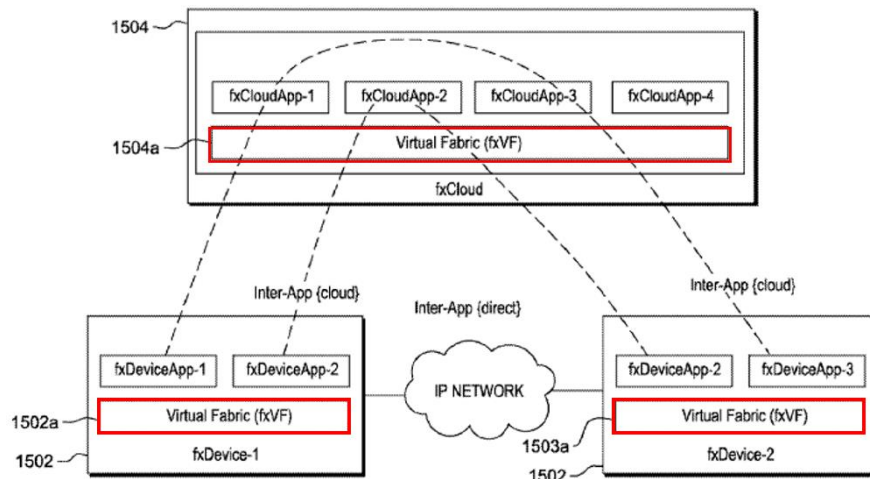 1504
fxCloudApp-1 fxCloudApp-2 fxCloudApp-3 fxCloudApp-4
1504a
Virtual Fabric (fxVF)
fxCloud
Inter-App {cloud}
Inter-App {direct}
Inter-App {cloud}
fxDeviceApp-1 fxDeviceApp-2
IP NETWORK
fxDeviceApp-2 fxDeviceApp-3
1502a
Virtual Fabric (fxVF)
1503a
Virtual Fabric (fxVF)
1502
fxDevice-1
1502
fxDevice-2